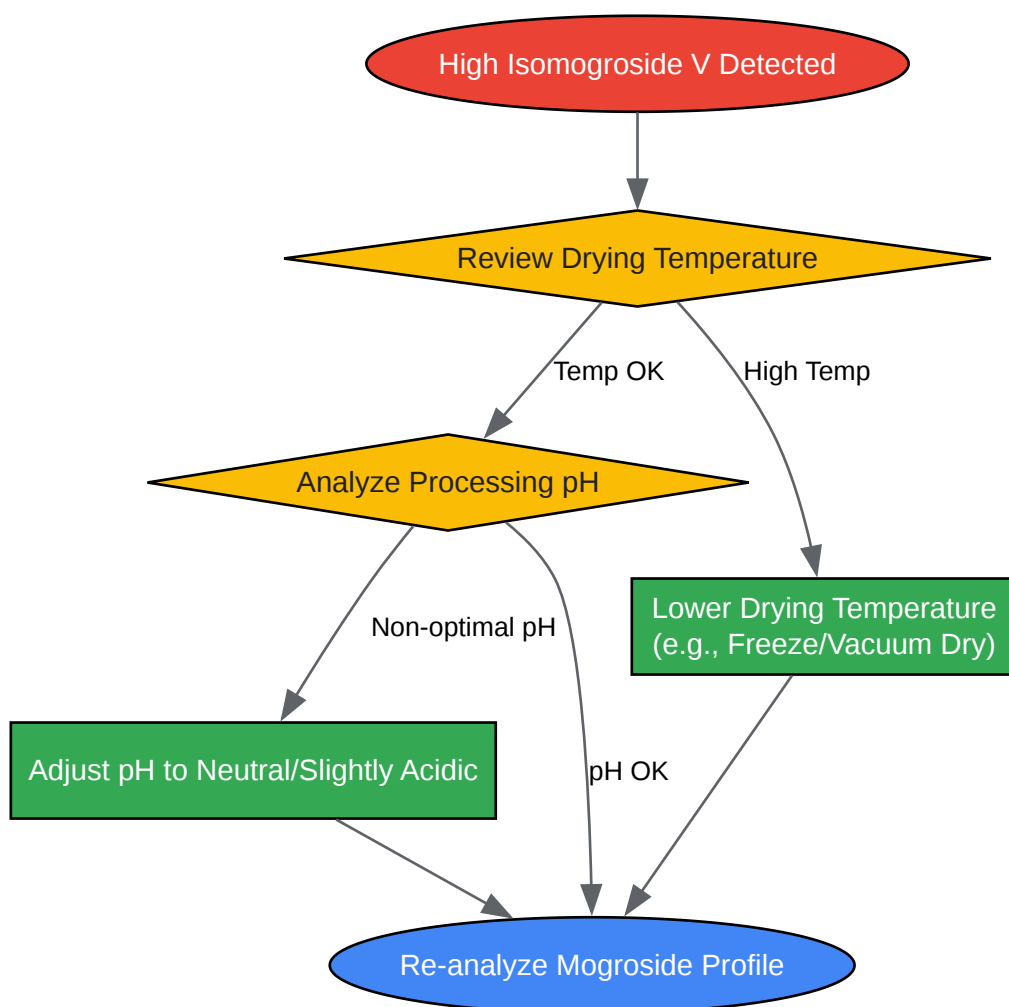 High Isomogroside V Detected
Review Drying Temperature
Temp OK
High Temp
Analyze Processing pH
Lower Drying Temperature
(e.g., Freeze/Vacuum Dry)
Non-optimal pH
Adjust pH to Neutral/Slightly Acidic
pH OK
Re-analyze Mogroside Profile